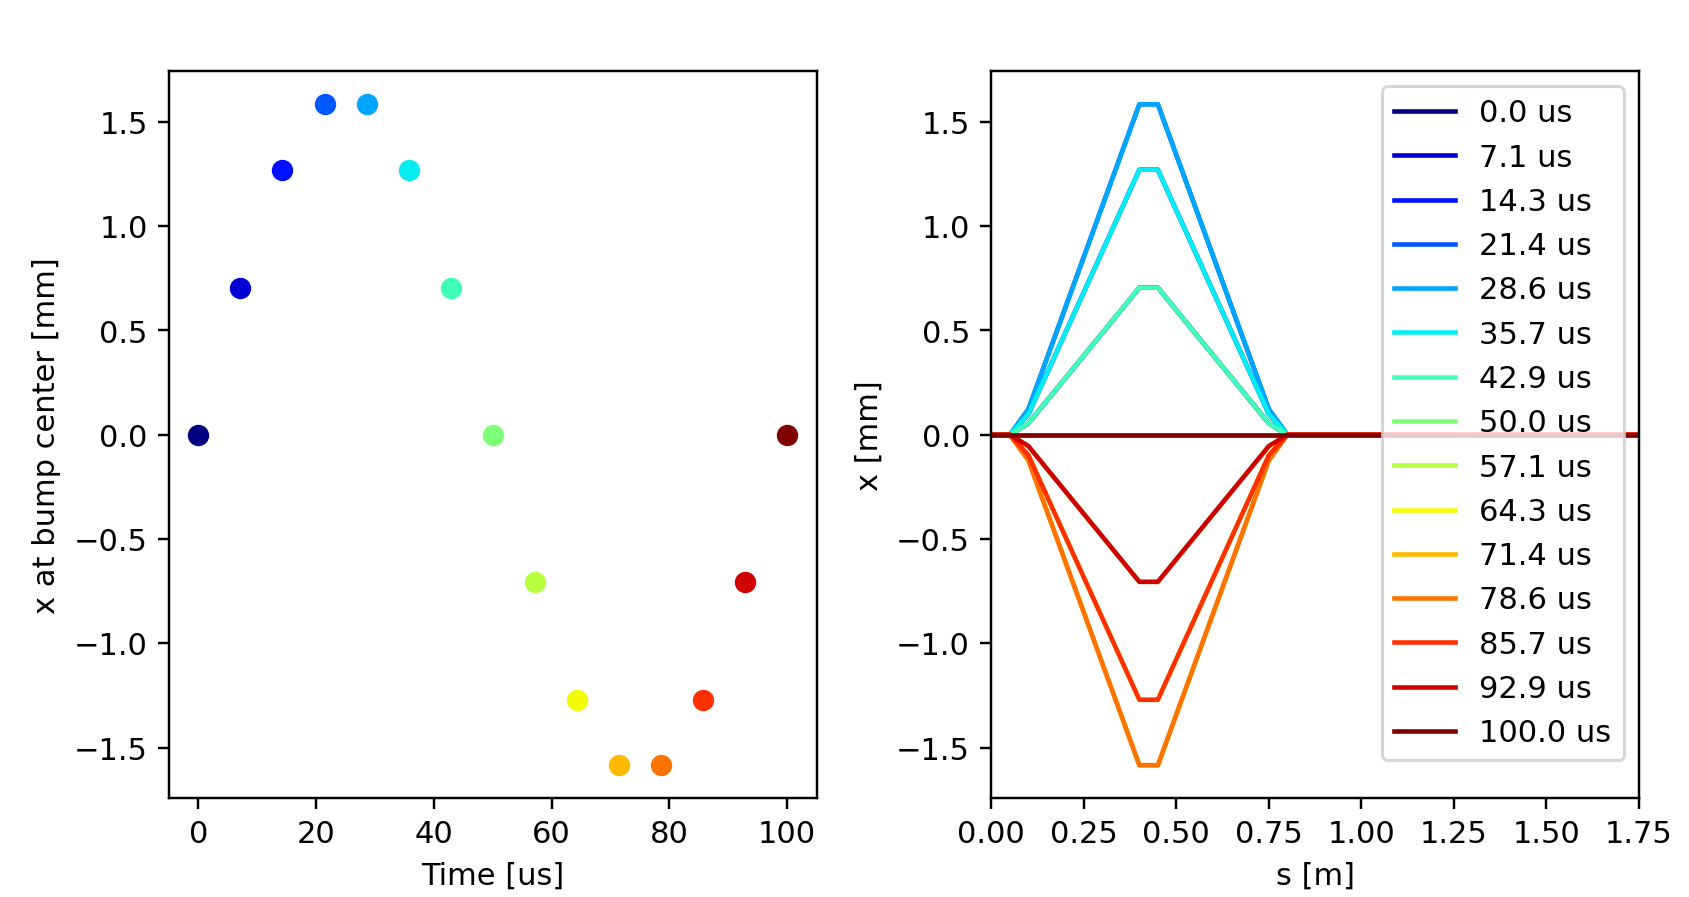 x at bump center [mm]
1.5
1.0
0.5
0.0
−0.5
−1.0
−1.5
0 20 40 60 80 100
Time [us]
x [mm]
1.5
1.0
0.5
0.0
−0.5
−1.0
−1.5
0.00 0.25 0.50 0.75 1.00 1.25 1.50 1.75
s [m]
0.0 us
7.1 us
14.3 us
21.4 us
28.6 us
35.7 us
42.9 us
50.0 us
57.1 us
64.3 us
71.4 us
78.6 us
85.7 us
92.9 us
100.0 us